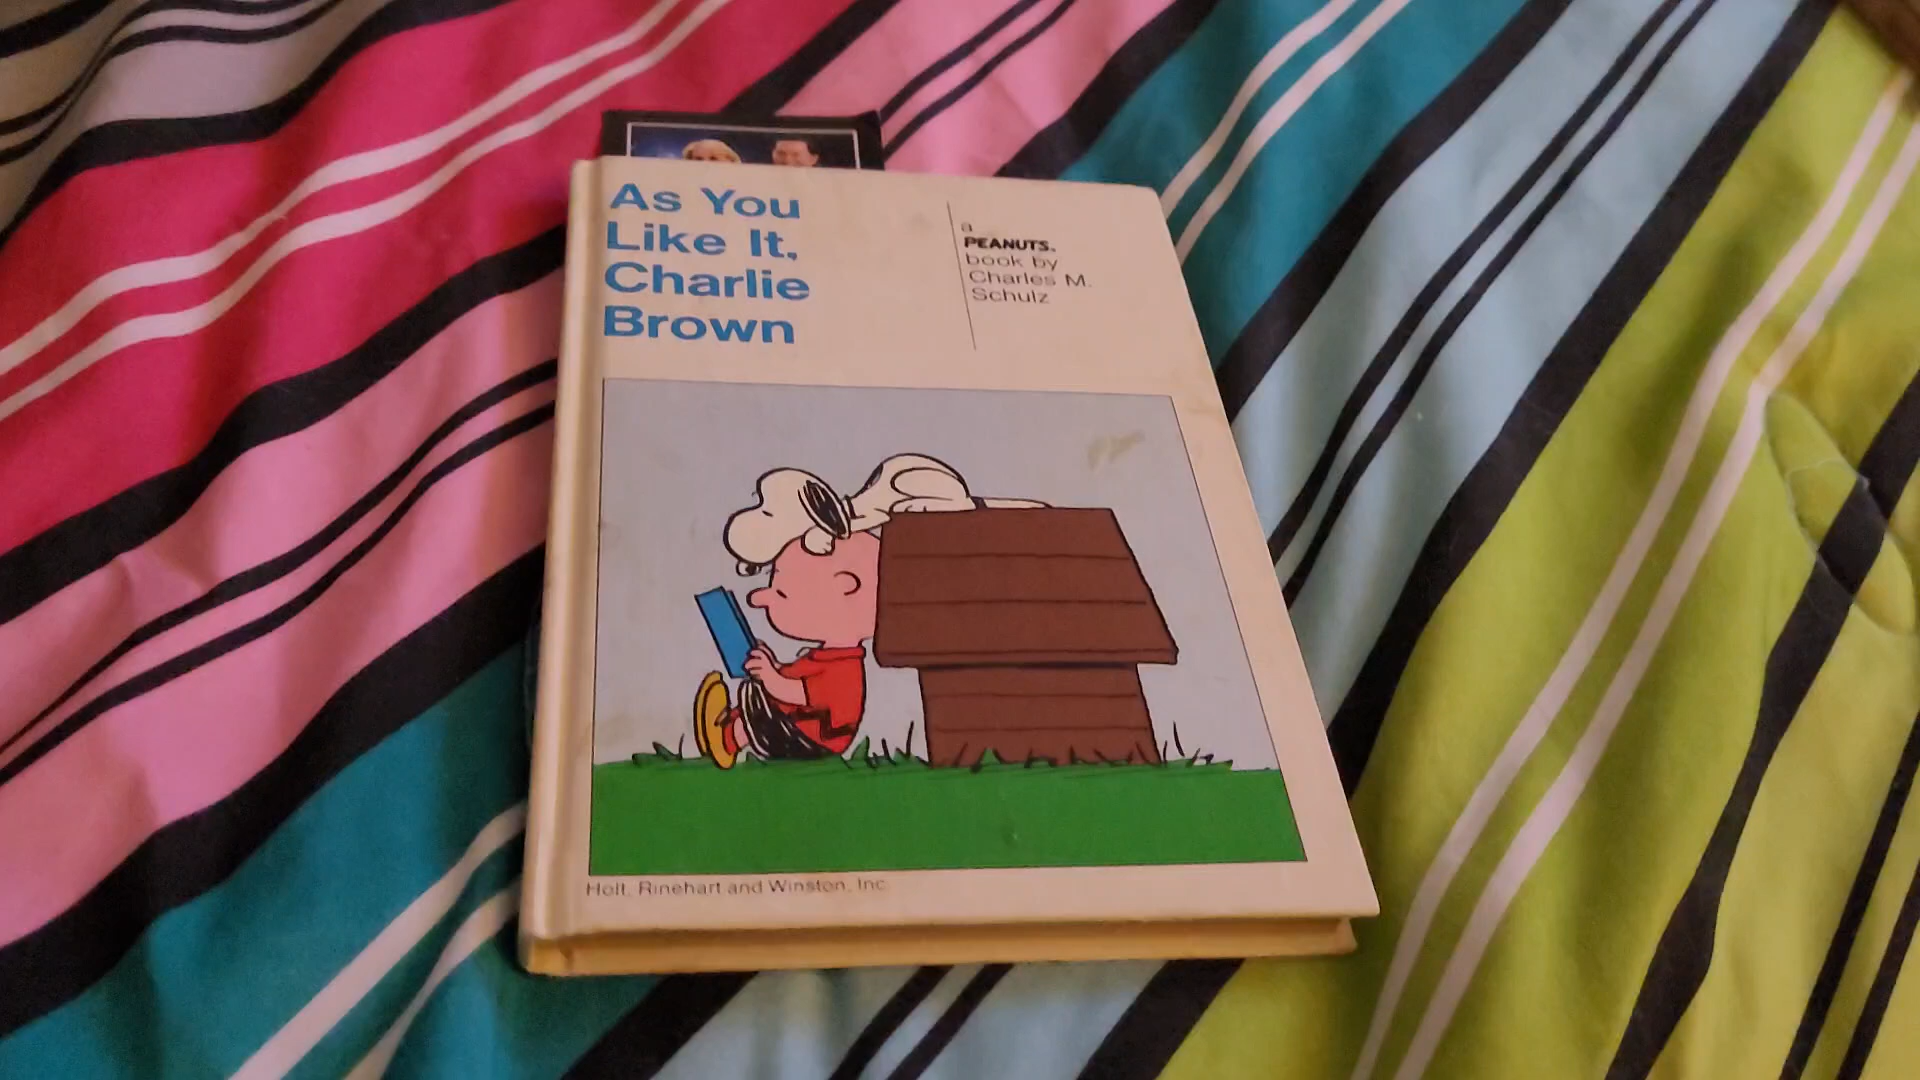 As You
Like It,
Charlie
Brown
a
PEANUTS.
book by
Charles M.
Schulz
Holt, Rinehart and Winston, Inc.